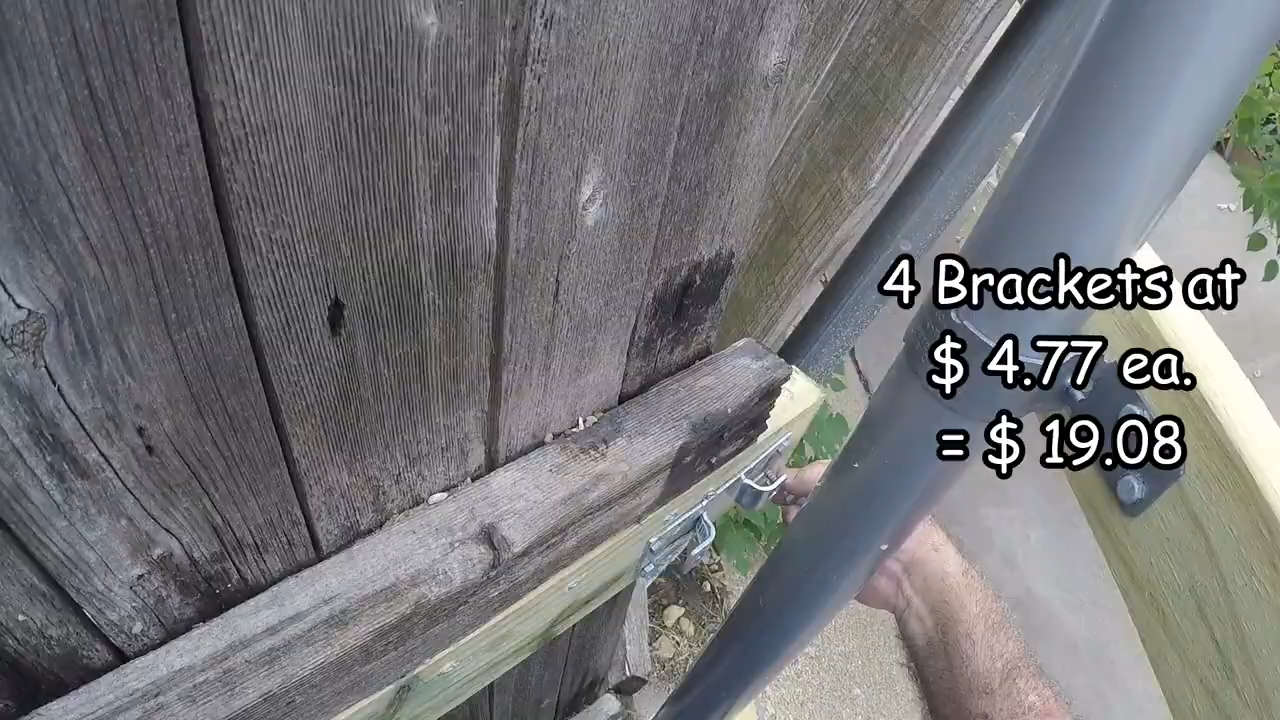 4 Brackets at
$ 4.77 ea.
= $ 19.08